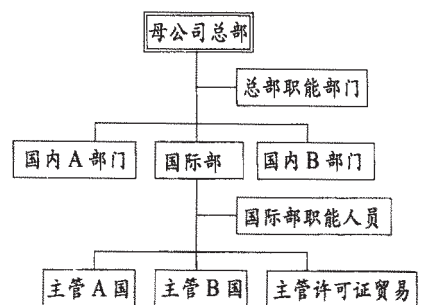 母公司总部
总部职能部门
国内A部门 国际部 国内B部门
国际部职能人员
主管A国 主管B国 主管许可证贸易